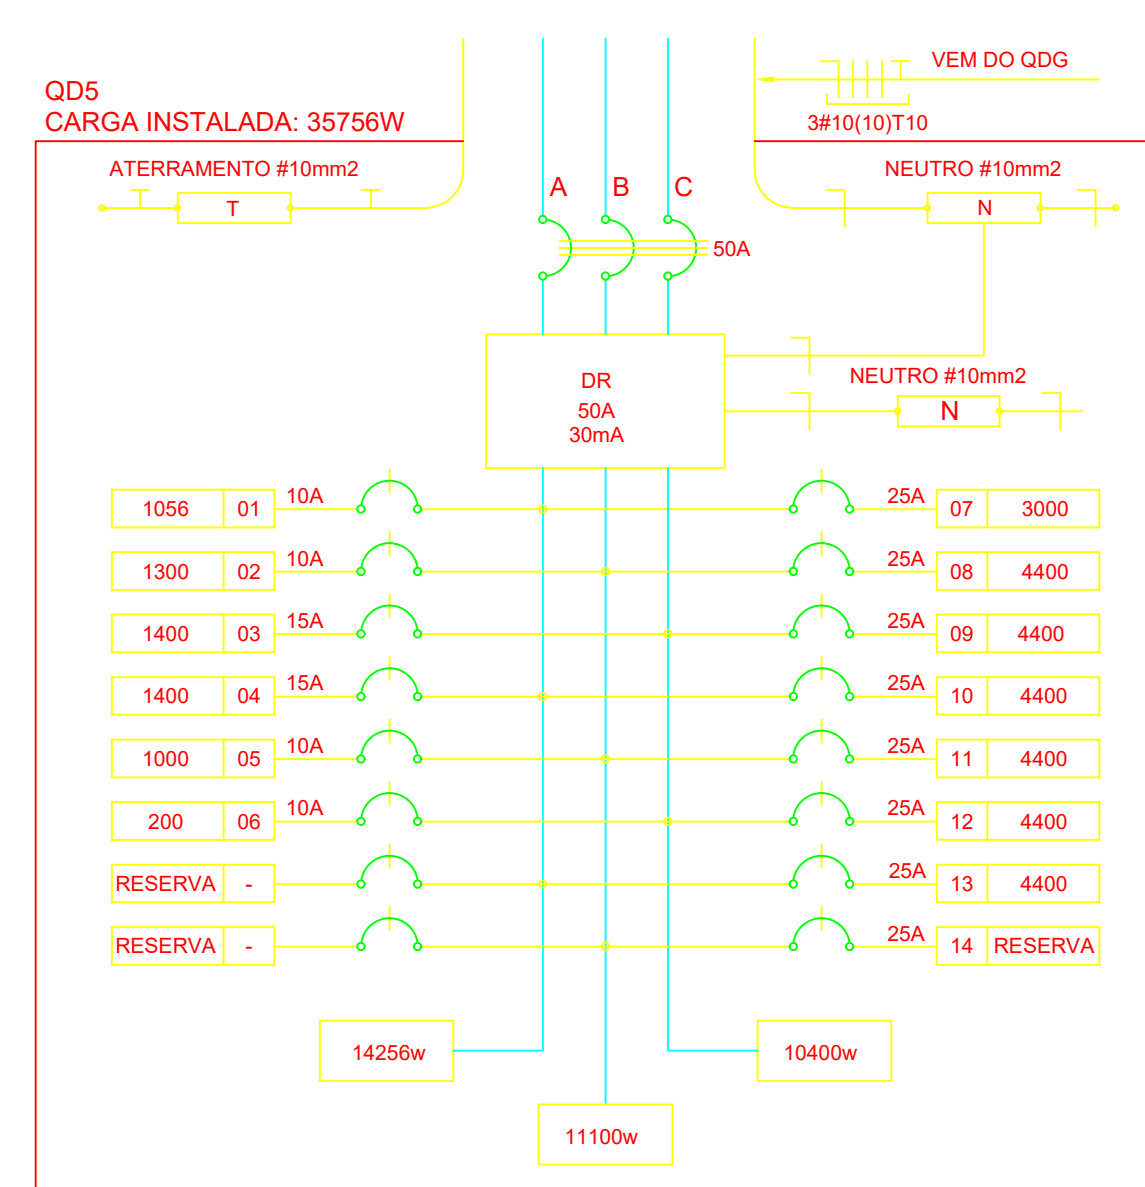 QD5
CARGA INSTALADA: 35756W
VEM DO QDG
3#10(10)T10
ATERRAMENTO #10mm2
T
A B C
NEUTRO #10mm2
N
50A
DR
50A
30mA
NEUTRO #10mm2
N
1056 01 10A 25A 07 3000
1300 02 10A 25A 08 4400
1400 03 15A 25A 09 4400
1400 04 15A 25A 10 4400
1000 05 10A 25A 11 4400
200 06 10A 25A 12 4400
RESERVA - 25A 13 4400
RESERVA - 25A 14 RESERVA
14256w 10400w
11100w